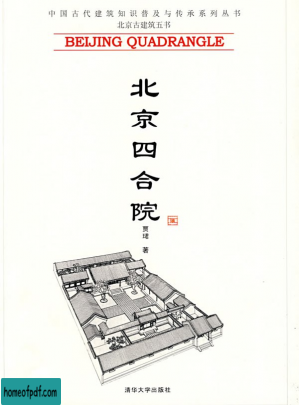 中国古代建筑知识普及与传承系列丛书
北京古建筑五书
BEIJING QUADRANGLE
北京四合院
贾珺 著
清华大学出版社
homeofpdf.com